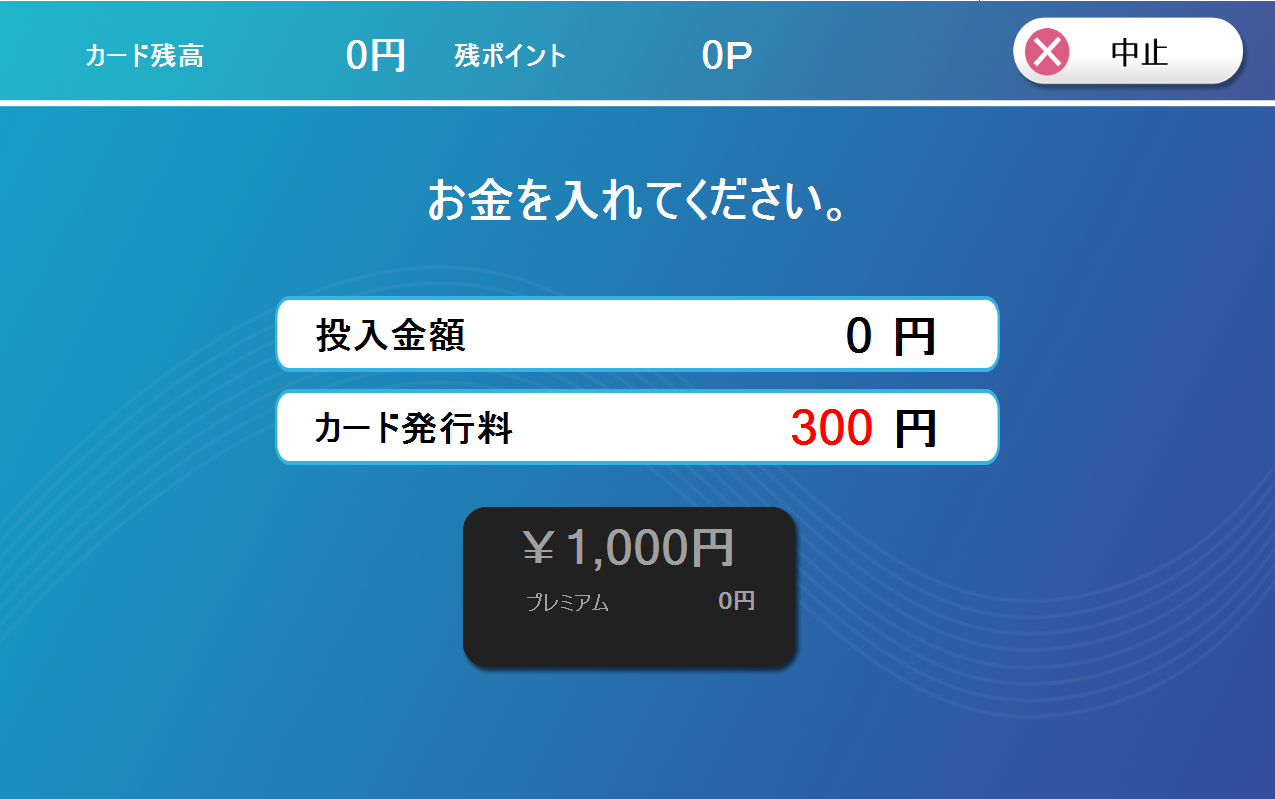 カード残高 0円 残ポイント 0P 中止
お金を入れてください。
投入金額 0 円
カード発行料 300 円
￥1,000円
プレミアム 0円